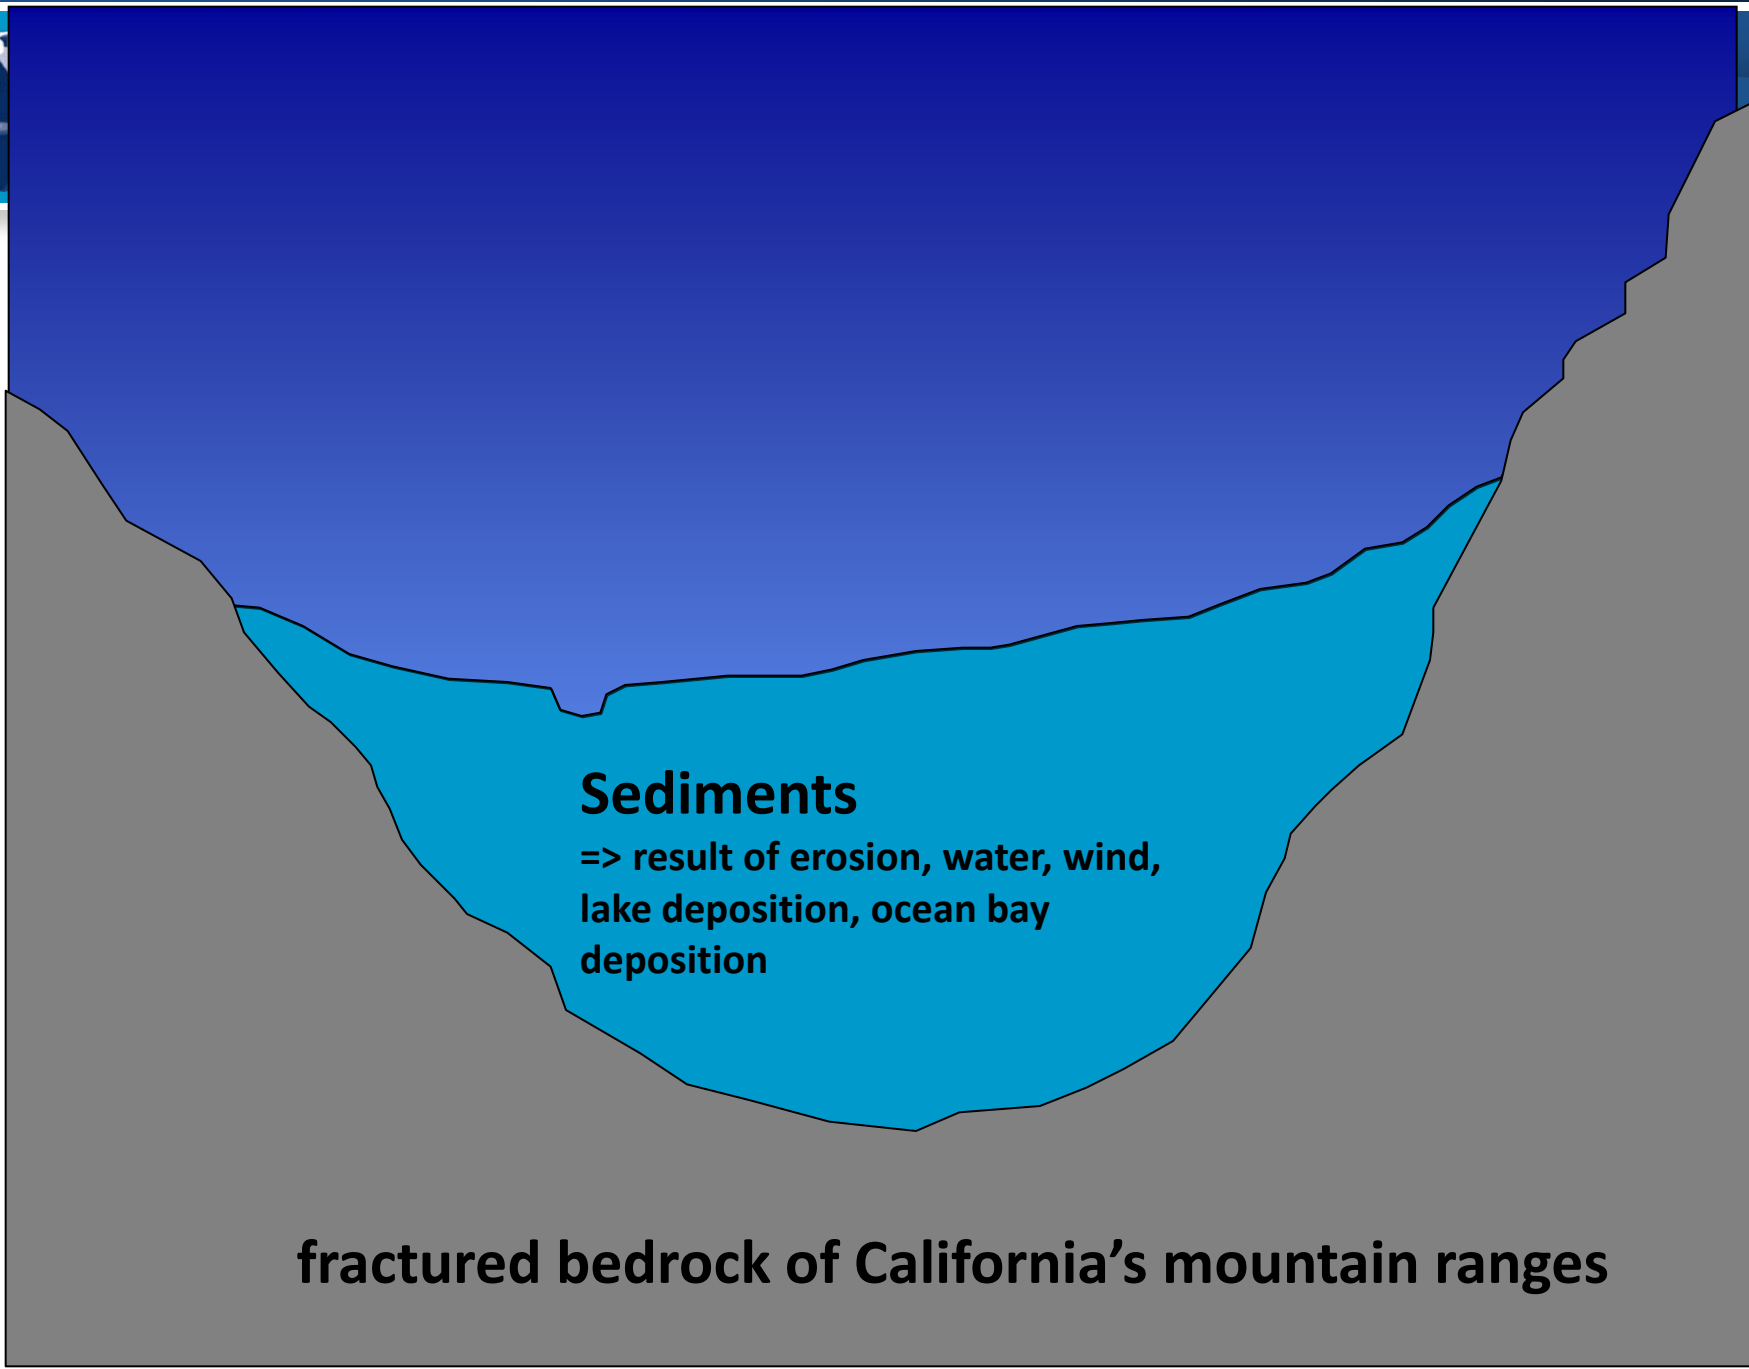 Sediments
=> result of erosion, water, wind,
lake deposition, ocean bay
deposition
fractured bedrock of California’s mountain ranges